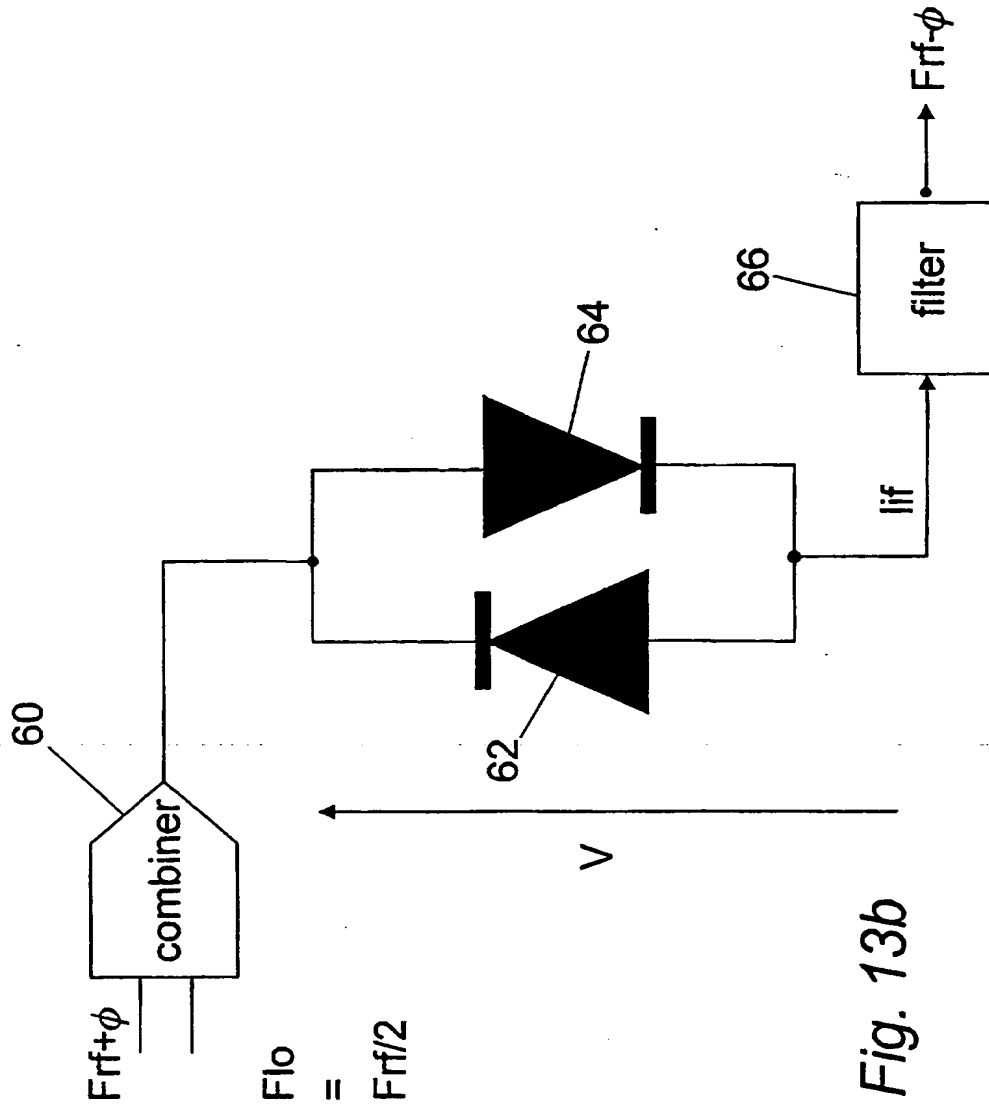 60
Frf+ϕ
combiner
Flo
=
Frf/2
V
62
64
Iif
66
filter
Frf-ϕ
Fig. 13b